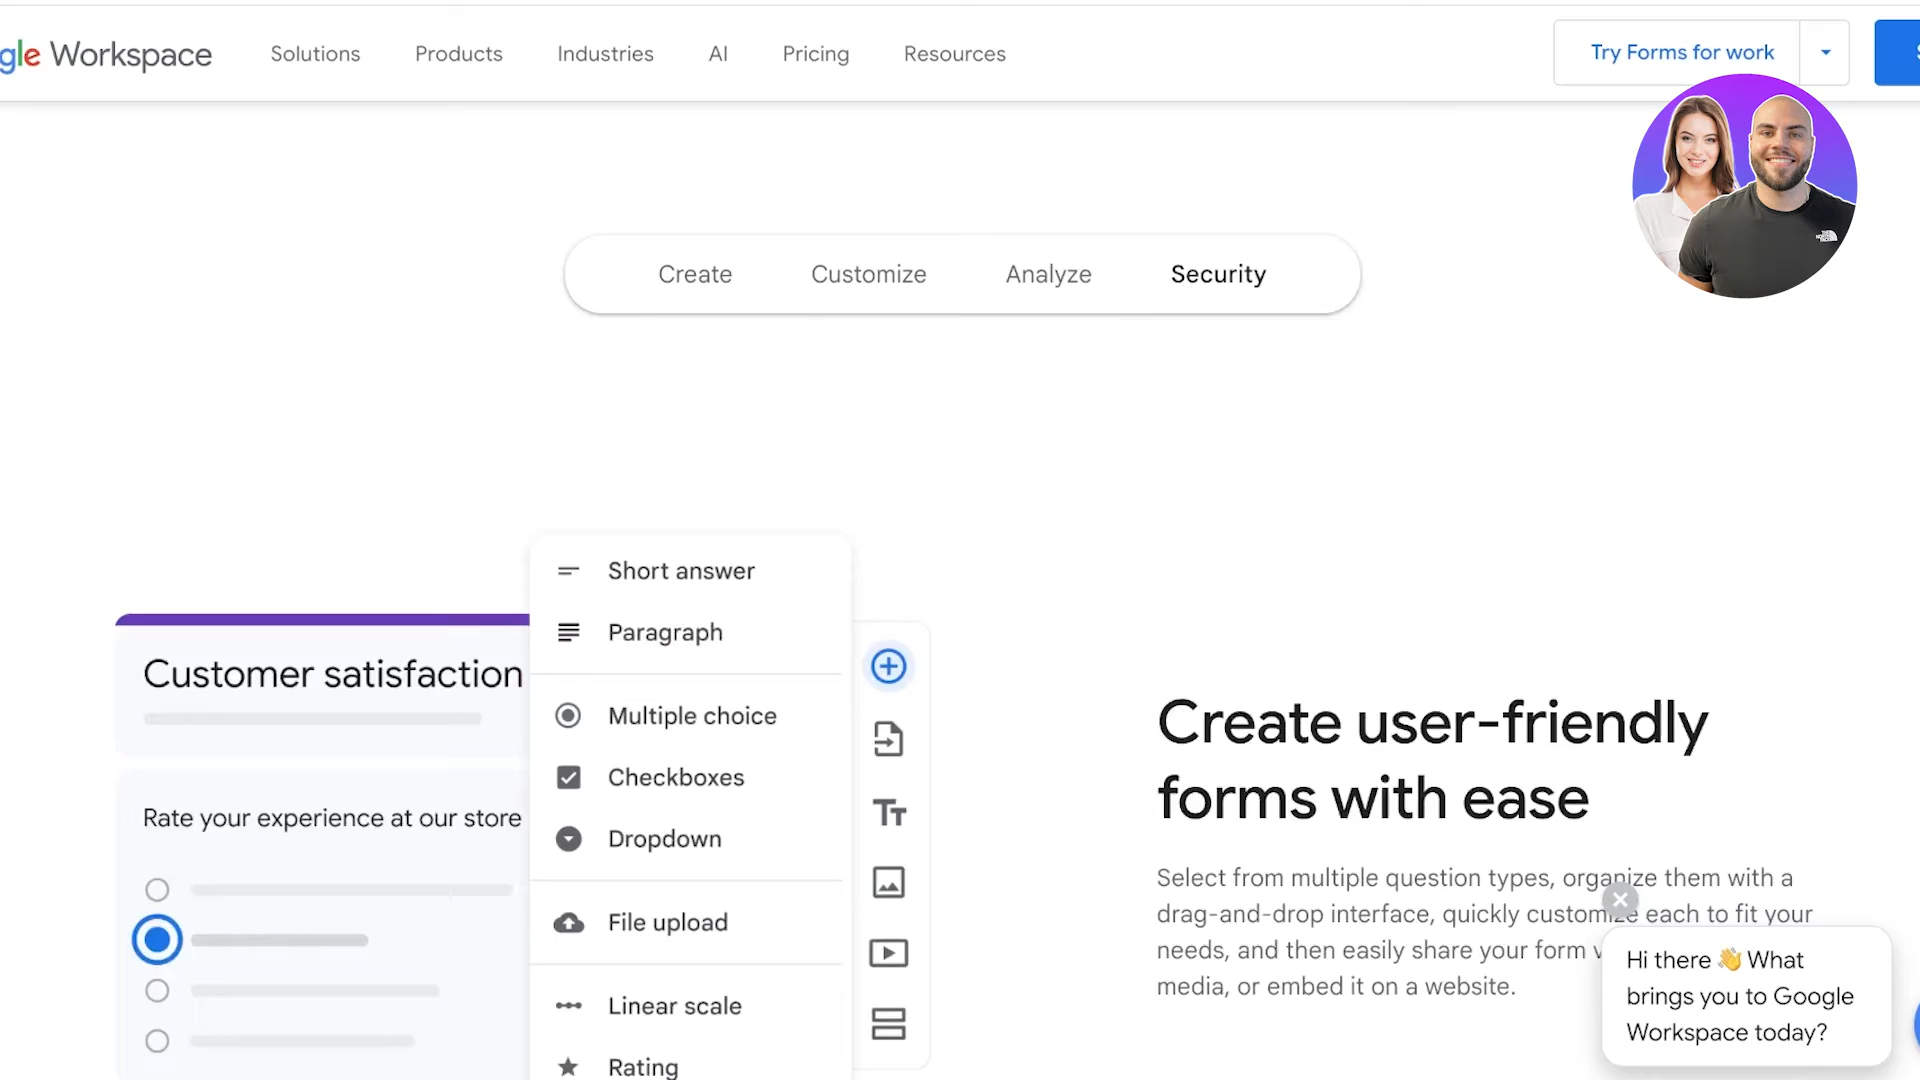 gle Workspace
Solutions
Products
Industries
AI
Pricing
Resources
Try Forms for work
Create
Customize
Analyze
Security
Short answer
Paragraph
Multiple choice
Checkboxes
Dropdown
File upload
Linear scale
Rating
Customer satisfaction
Rate your experience at our store
Create user-friendly
forms with ease
Select from multiple question types, organize them with a
drag-and-drop interface, quickly customize each to fit your
needs, and then easily share your form
media, or embed it on a website.
Hi there 👋 What
brings you to Google
Workspace today?